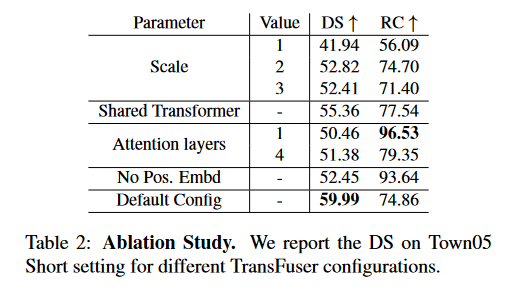 Parameter Value DS ↑ RC ↑
1 41.94 56.09
Scale 2 52.82 74.70
3 52.41 71.40
Shared Transformer - 55.36 77.54
Attention layers 1 50.46 96.53
4 51.38 79.35
No Pos. Embd - 52.45 93.64
Default Config - 59.99 74.86
Table 2: Ablation Study. We report the DS on Town05
Short setting for different TransFuser configurations.